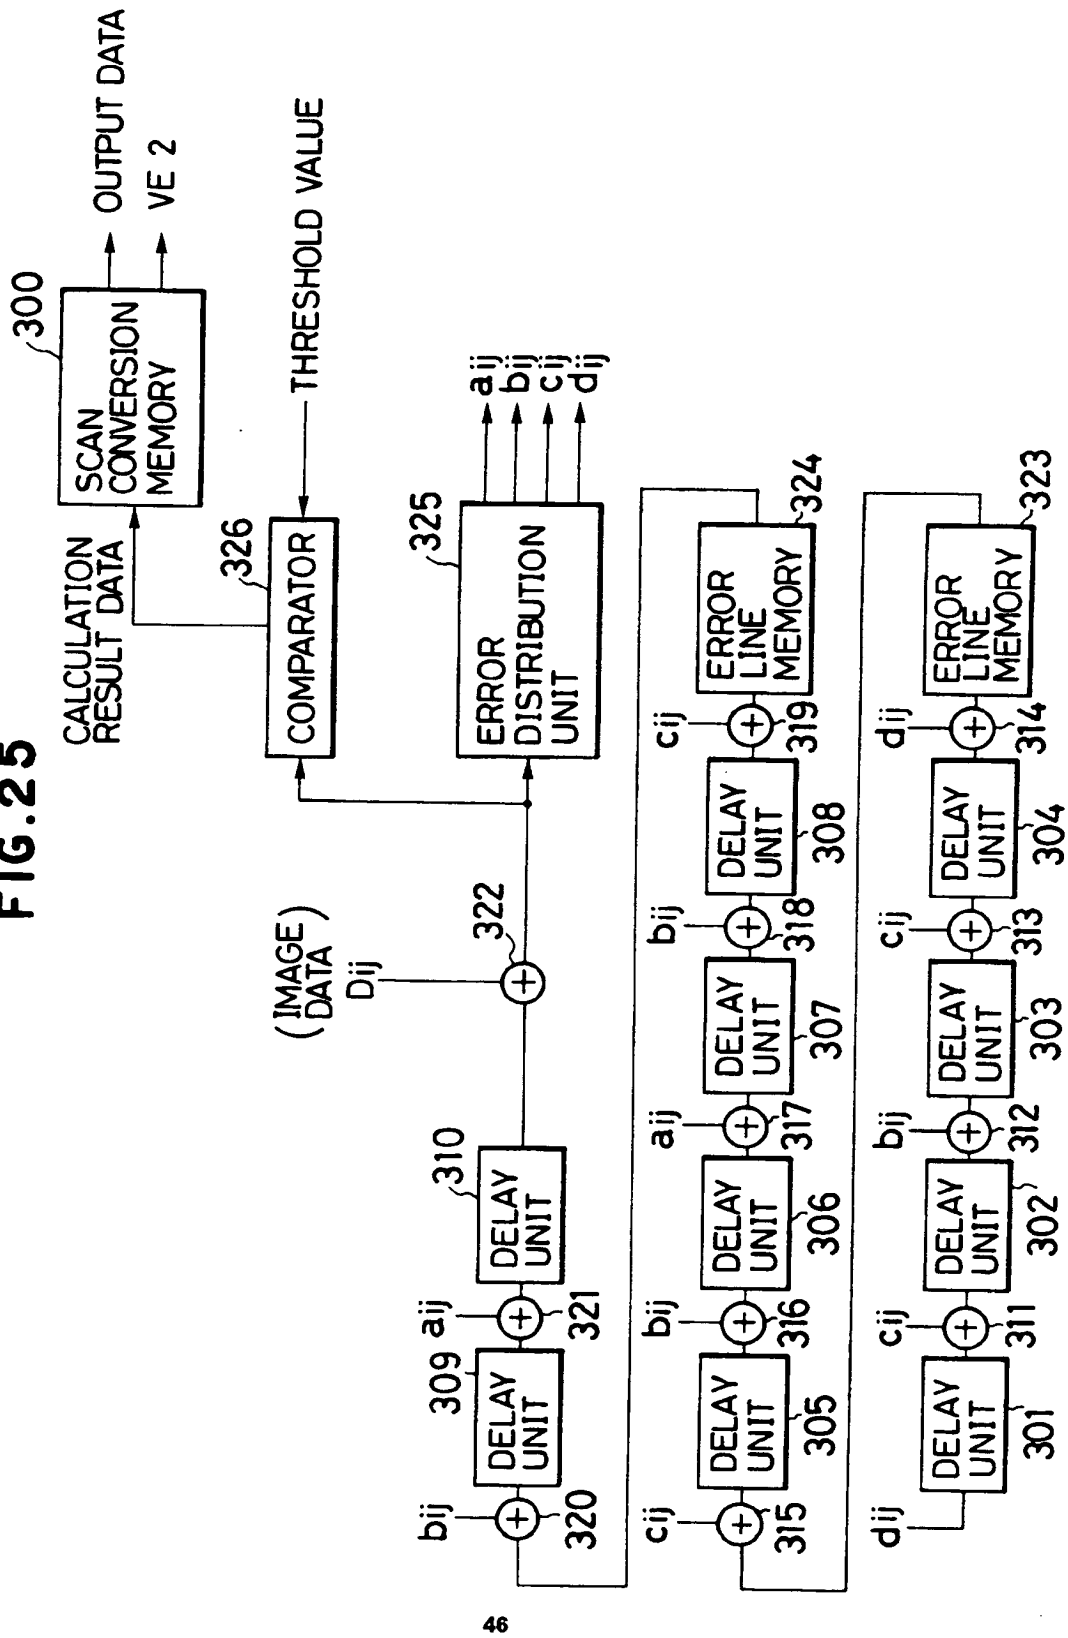 FIG.25
300
SCAN
CONVERSION
MEMORY
OUTPUT DATA
VE 2
CALCULATION
RESULT DATA
326
COMPARATOR
THRESHOLD VALUE
(IMAGE
DATA)
Dij
322
+
325
ERROR
DISTRIBUTION
UNIT
aij
bij
cij
dij
bij
+
320
309
DELAY
UNIT
aij
+
321
310
DELAY
UNIT
cij
+
315
DELAY
UNIT
305
bij
+
316
DELAY
UNIT
306
aij
+
317
DELAY
UNIT
307
bij
+
318
DELAY
UNIT
308
cij
+
319
ERROR
LINE
MEMORY
324
dij
DELAY
UNIT
301
cij
+
311
DELAY
UNIT
302
bij
+
312
DELAY
UNIT
303
cij
+
313
DELAY
UNIT
304
dij
+
314
ERROR
LINE
MEMORY
323
46